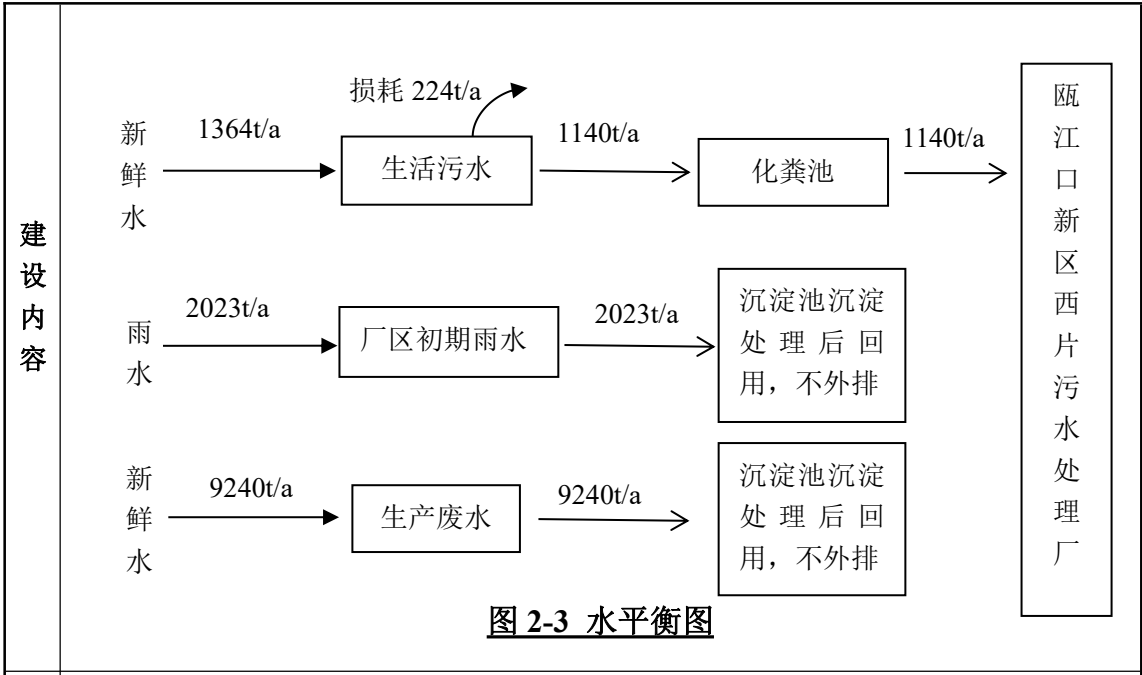 建设内容
损耗 224t/a
新鲜水
1364t/a
生活污水
1140t/a
化粪池
1140t/a
瓯江口新区西片污水处理厂
雨水
2023t/a
厂区初期雨水
2023t/a
沉淀池沉淀
处理后回
用，不外排
新鲜水
9240t/a
生产废水
9240t/a
沉淀池沉淀
处理后回
用，不外排
图 2-3 水平衡图